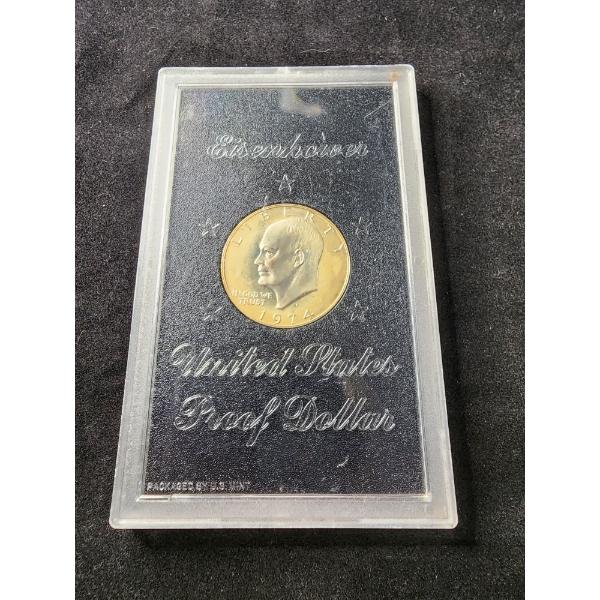 Eisenhower
LIBERTY
IN GOD WE
TRUST
1974
United States
Proof Dollar
PACKAGED BY U.S. MINT